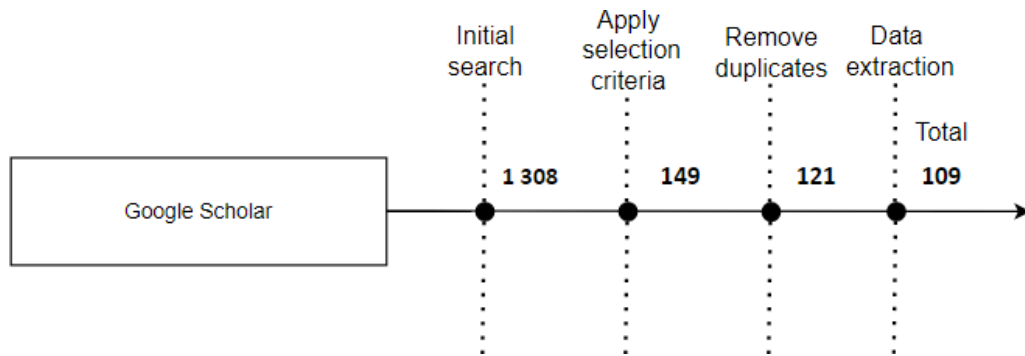 Initial
search
Apply
selection
criteria
Remove
duplicates
Data
extraction
Total
Google Scholar
1 308
149
121
109